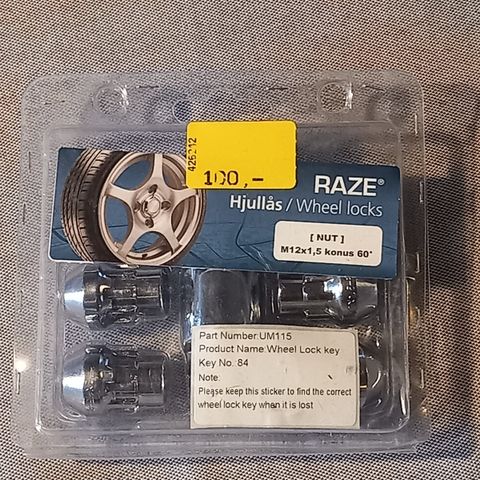 426212
100,-
RAZE®
Hjullås / Wheel locks
[ NUT ]
M12x1,5 konus 60°
Part Number:UM115
Product Name:Wheel Lock key
Key No.:84
Note:
Please keep this sticker to find the correct
wheel lock key when it is lost